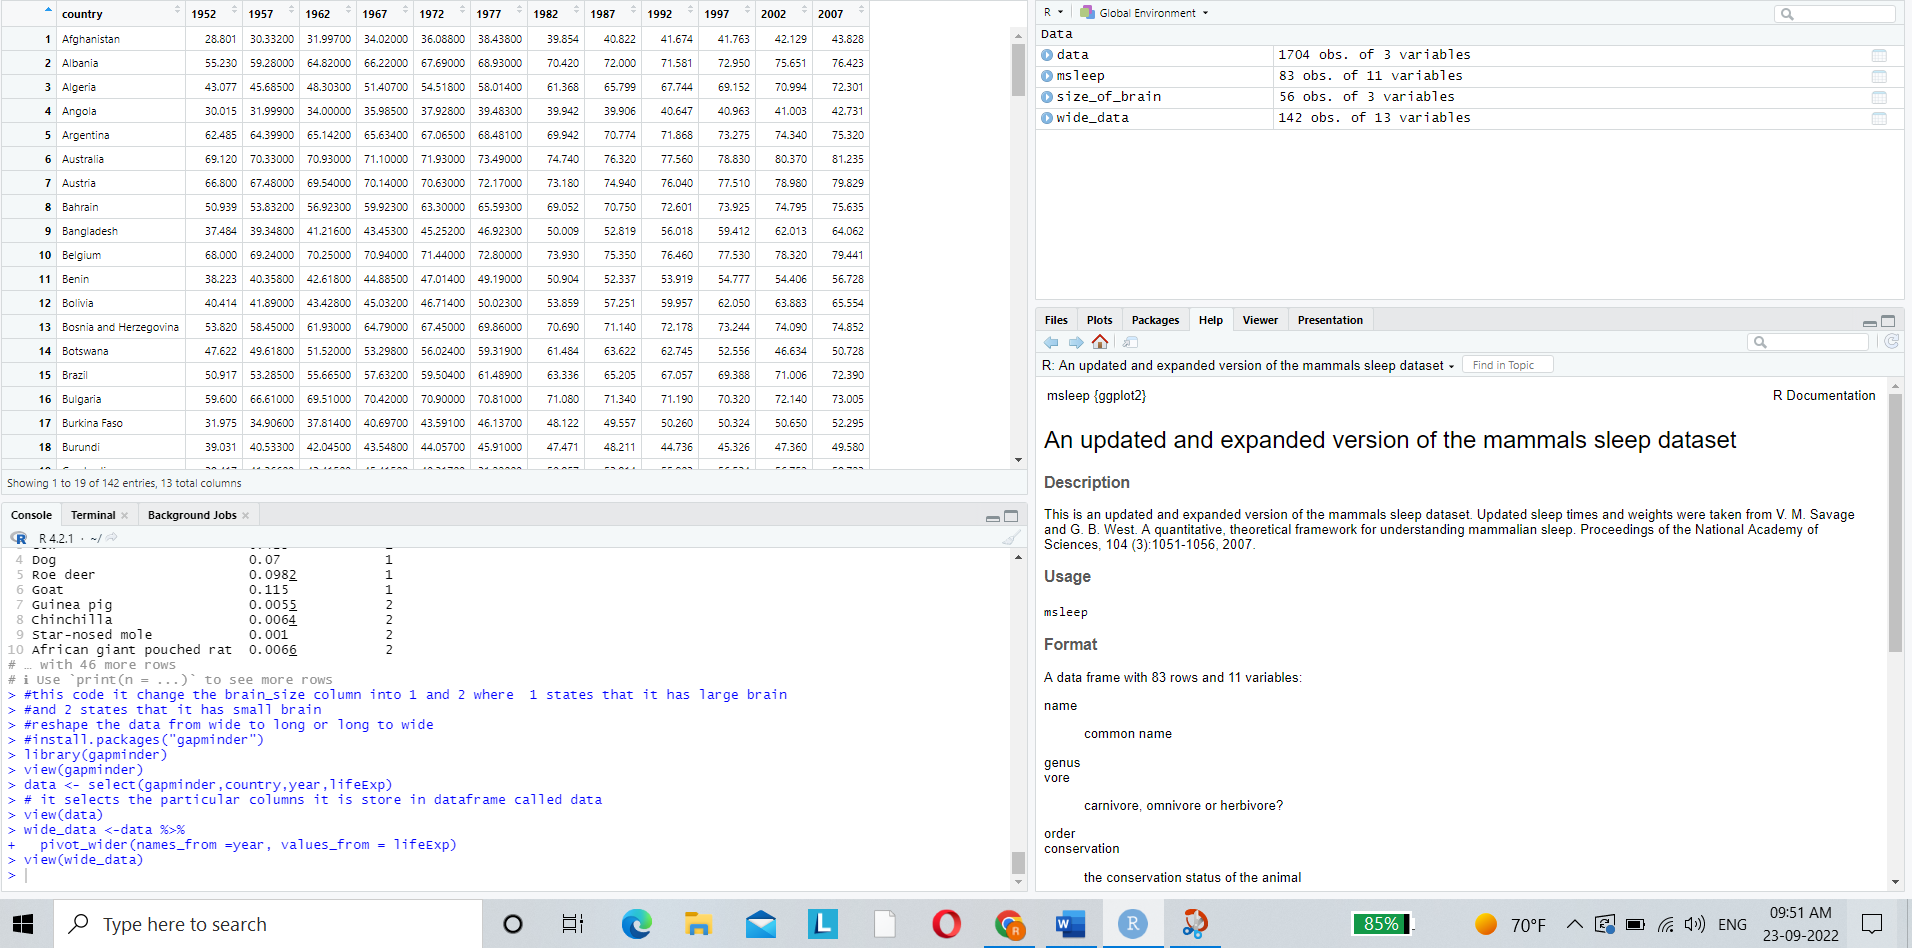 country 1952 1957 1962 1967 1972 1977 1982 1987 1992 1997 2002 2007
1 Afghanistan 28.801 30.33200 31.99700 34.02000 36.08800 38.43800 39.854 40.822 41.674 41.763 42.129 43.828
2 Albania 55.230 59.28000 64.82000 66.22000 67.69000 68.93000 70.420 72.000 71.581 72.950 75.651 76.423
3 Algeria 43.077 45.68500 48.30300 51.40700 54.51800 58.01400 61.368 65.799 67.744 69.152 70.994 72.301
4 Angola 30.015 31.99900 34.00000 35.98500 37.92800 39.48300 39.942 39.906 40.647 40.963 41.003 42.731
5 Argentina 62.485 64.39900 65.14200 65.63400 67.06500 68.48100 69.942 70.774 71.868 73.275 74.340 75.320
6 Australia 69.120 70.33000 70.93000 71.10000 71.93000 73.49000 74.740 76.320 77.560 78.830 80.370 81.235
7 Austria 66.800 67.48000 69.54000 70.14000 70.63000 72.17000 73.180 74.940 76.040 77.510 78.980 79.829
8 Bahrain 50.939 53.83200 56.92300 59.92300 63.30000 65.59300 69.052 70.750 72.601 73.925 74.795 75.635
9 Bangladesh 37.484 39.34800 41.21600 43.45300 45.25200 46.92300 50.009 52.819 56.018 59.412 62.013 64.062
10 Belgium 68.000 69.24000 70.25000 70.94000 71.44000 72.80000 73.930 75.350 76.460 77.530 78.320 79.441
11 Benin 38.223 40.35800 42.61800 44.88500 47.01400 49.19000 50.904 52.337 53.919 54.777 54.406 56.728
12 Bolivia 40.414 41.89000 43.42800 45.03200 46.71400 50.02300 53.859 57.251 59.957 62.050 63.883 65.554
13 Bosnia and Herzegovina 53.820 58.45000 61.93000 64.79000 67.45000 69.86000 70.690 71.140 72.178 73.244 74.090 74.852
14 Botswana 47.622 49.61800 51.52000 53.29800 56.02400 59.31900 61.484 63.622 62.745 52.556 46.634 50.728
15 Brazil 50.917 53.28500 55.66500 57.63200 59.50400 61.48900 63.336 65.205 67.057 69.388 71.006 72.390
16 Bulgaria 59.600 66.61000 69.51000 70.42000 70.90000 70.81000 71.080 71.340 71.190 70.320 72.140 73.005
17 Burkina Faso 31.975 34.90600 37.81400 40.69700 43.59100 46.13700 48.122 49.557 50.260 50.324 50.650 52.295
18 Burundi 39.031 40.53300 42.04500 43.54800 44.05700 45.91000 47.471 48.211 44.736 45.326 47.360 49.580
Showing 1 to 19 of 142 entries, 13 total columns
Console Terminal Background Jobs
R 4.2.1 · ~/
4 Dog 0.07 1
5 Roe deer 0.0982 1
6 Goat 0.115 1
7 Guinea pig 0.0055 2
8 Chinchilla 0.0064 2
9 Star-nosed mole 0.001 2
10 African giant pouched rat 0.0066 2
# … with 46 more rows
# ℹ Use `print(n = ...)` to see more rows
> #this code it change the brain_size column into 1 and 2 where  1 states that it has large brain
> #and 2 states that it has small brain
> #reshape the data from wide to long or long to wide
> #install.packages("gapminder")
> library(gapminder)
> view(gapminder)
> data <- select(gapminder,country,year,lifeExp)
> # it selects the particular columns it is store in dataframe called data
> view(data)
> wide_data <-data %>%
+   pivot_wider(names_from =year, values_from = lifeExp)
> view(wide_data)
>
R Global Environment
Data
data 1704 obs. of 3 variables
msleep 83 obs. of 11 variables
size_of_brain 56 obs. of 3 variables
wide_data 142 obs. of 13 variables
Files Plots Packages Help Viewer Presentation
R: An updated and expanded version of the mammals sleep dataset Find in Topic
msleep {ggplot2} R Documentation
An updated and expanded version of the mammals sleep dataset
Description
This is an updated and expanded version of the mammals sleep dataset. Updated sleep times and weights were taken from V. M. Savage
and G. B. West. A quantitative, theoretical framework for understanding mammalian sleep. Proceedings of the National Academy of
Sciences, 104 (3):1051-1056, 2007.
Usage
msleep
Format
A data frame with 83 rows and 11 variables:
name
common name
genus
vore
carnivore, omnivore or herbivore?
order
conservation
the conservation status of the animal
Type here to search
85%
70°F
ENG
09:51 AM
23-09-2022